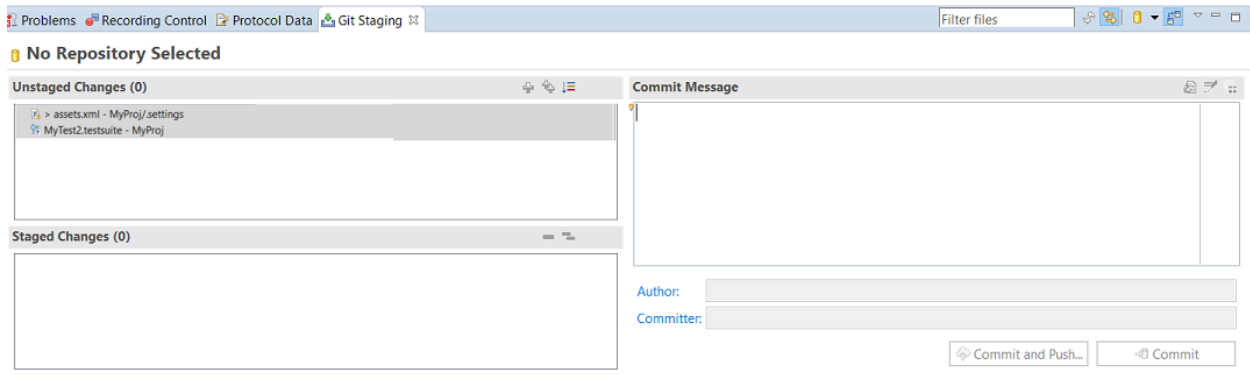 Problems Recording Control Protocol Data Git Staging Filter files
No Repository Selected
Unstaged Changes (0)
> assets.xml - MyProj/.settings
MyTest2.testsuite - MyProj
Staged Changes (0)
Commit Message
Author:
Committer:
Commit and Push... Commit